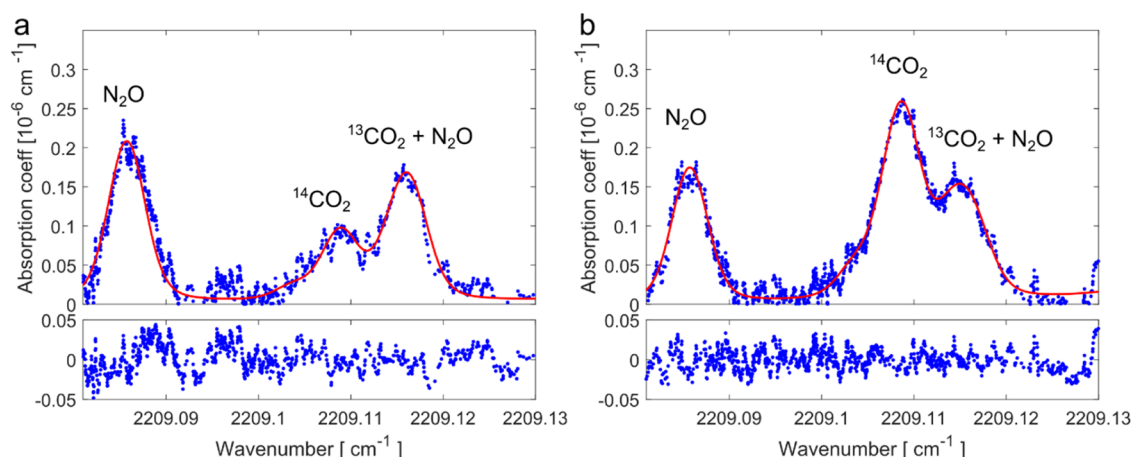 a
Absorption coeff [10⁻⁶ cm⁻¹]
0.3
0.25
0.2
0.15
0.1
0.05
0
N₂O
¹⁴CO₂
¹³CO₂ + N₂O
0.05
0
-0.05
2209.09 2209.1 2209.11 2209.12 2209.13
Wavenumber [ cm⁻¹]
b
Absorption coeff [10⁻⁶ cm⁻¹]
0.3
0.25
0.2
0.15
0.1
0.05
0
N₂O
¹⁴CO₂
¹³CO₂ + N₂O
0.05
0
-0.05
2209.09 2209.1 2209.11 2209.12 2209.13
Wavenumber [ cm⁻¹]